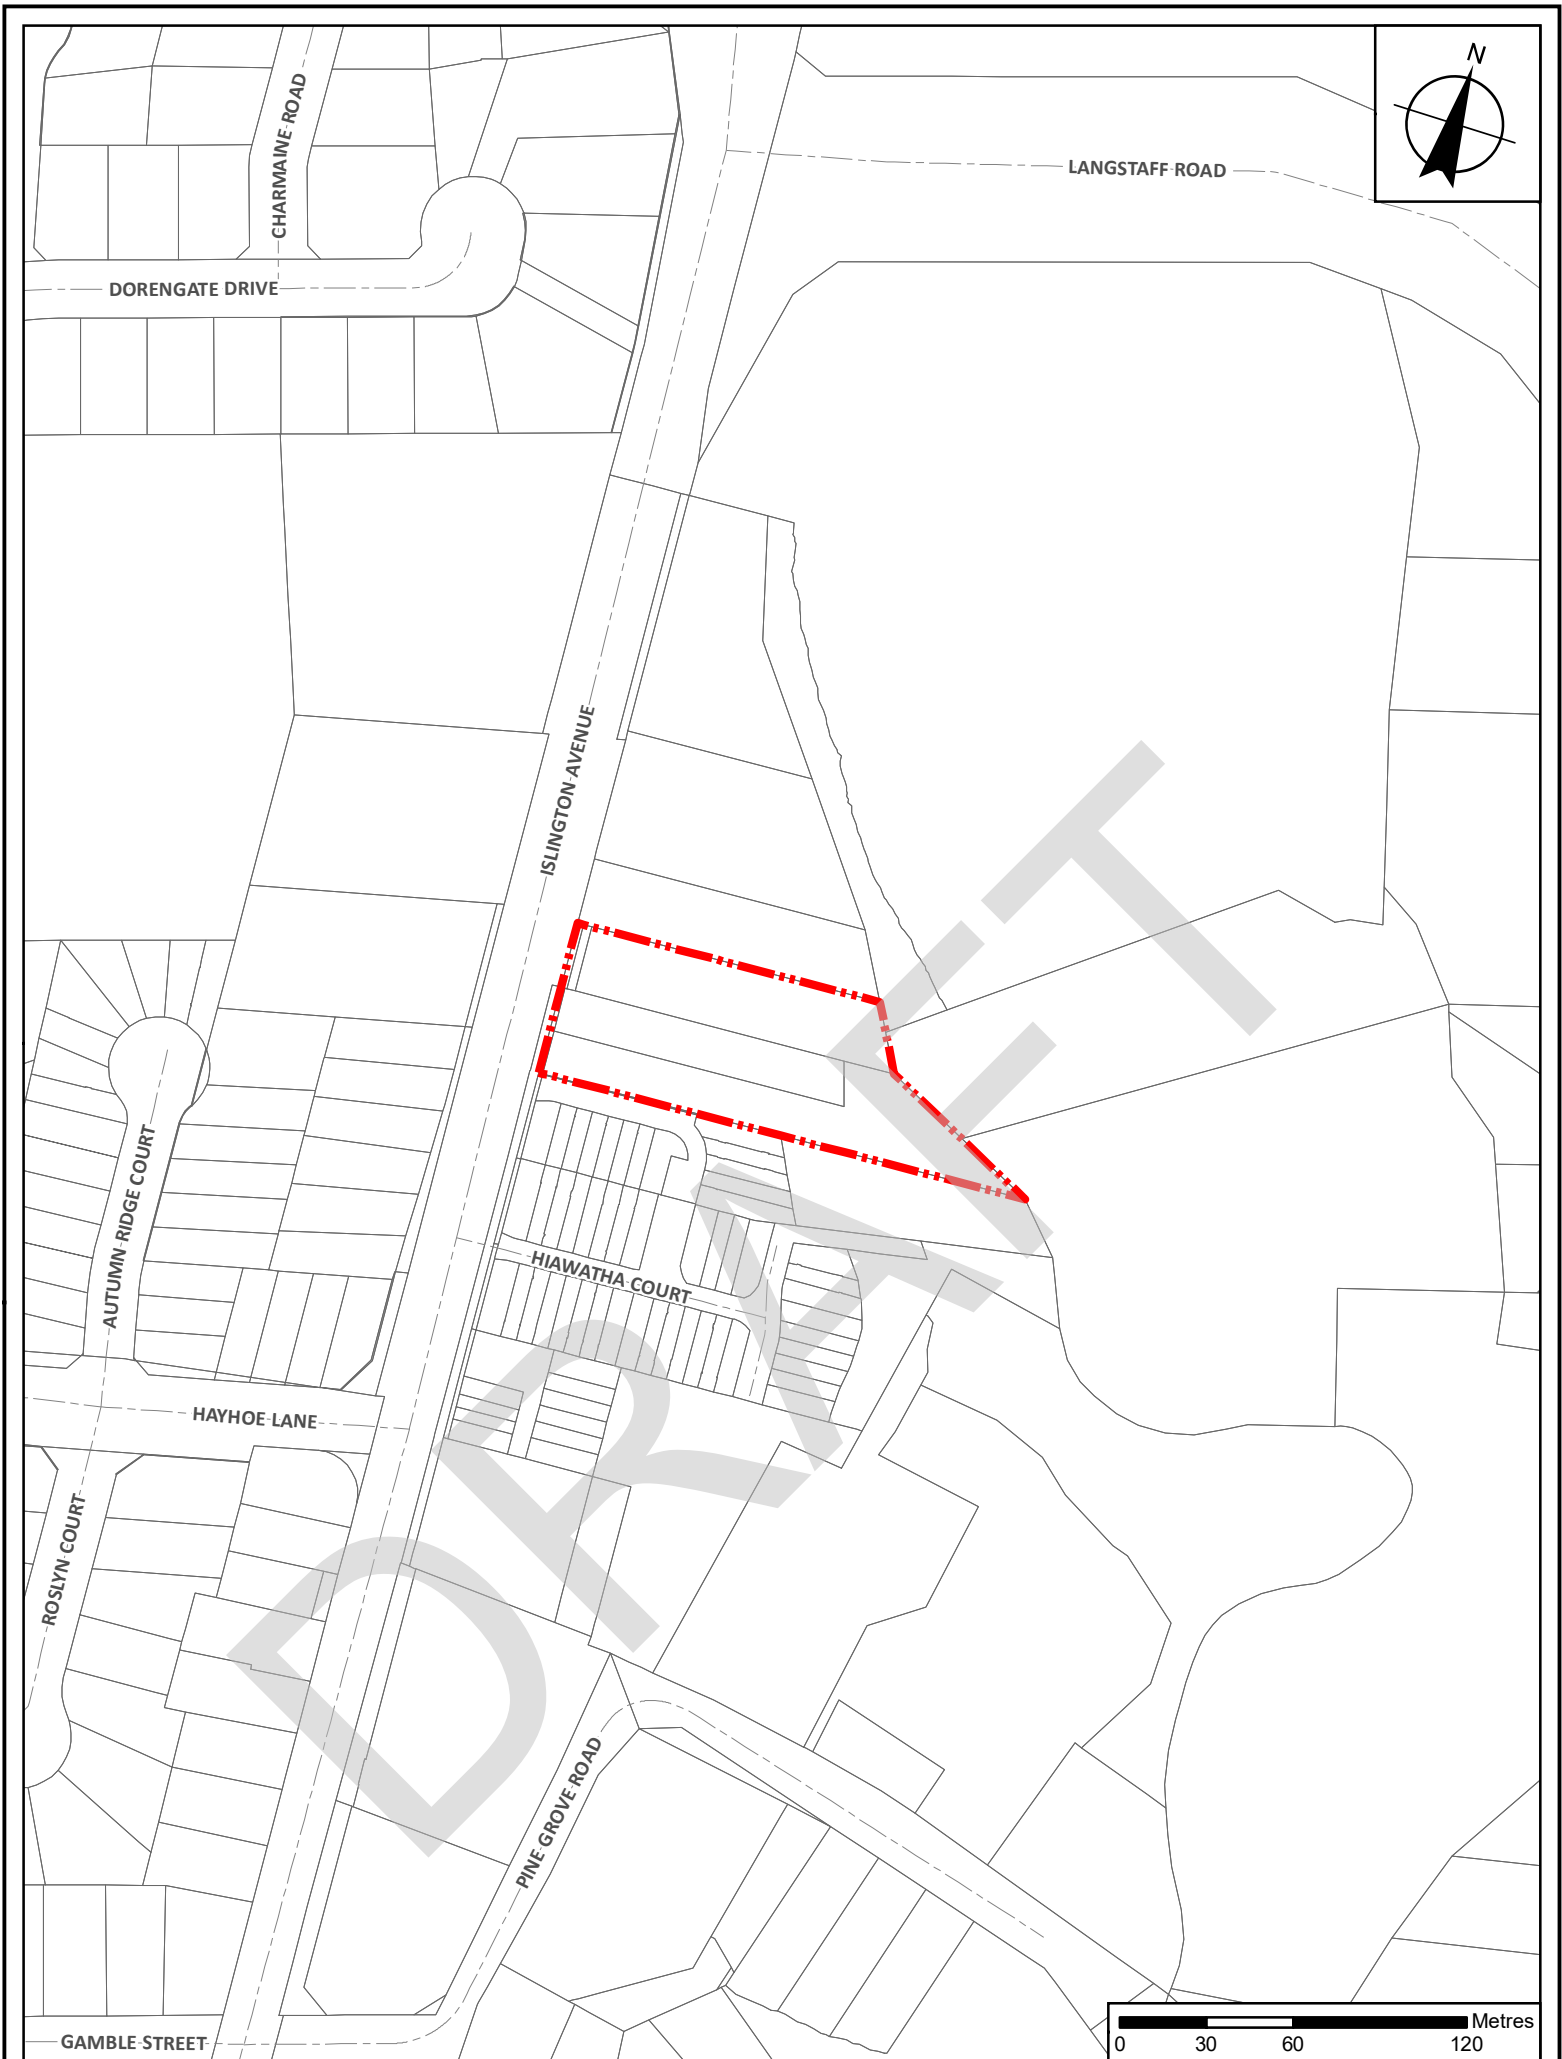 N
CHARMAINE ROAD
LANGSTAFF ROAD
DORENGATE DRIVE
ISLINGTON AVENUE
AUTUMN RIDGE COURT
HIAWATHA COURT
HAYHOE LANE
ROSLYN COURT
PINE GROVE ROAD
GAMBLE STREET
DRAFT
Metres
0 30 60 120